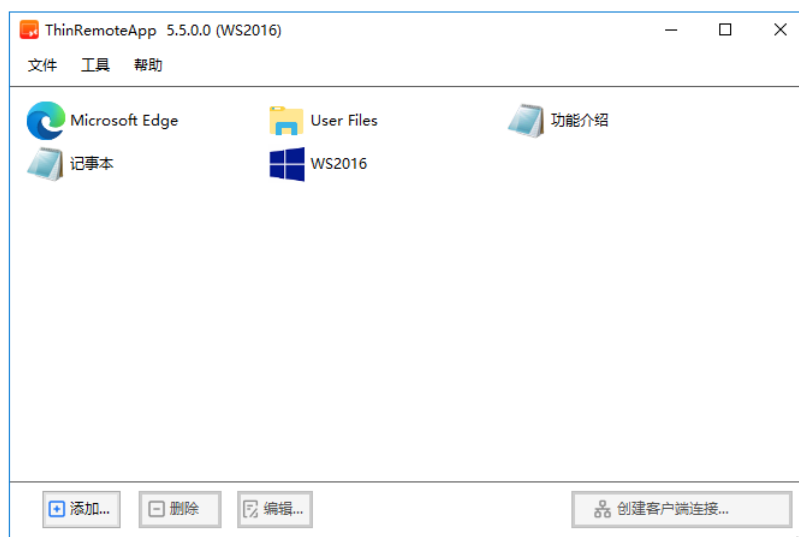 ThinRemoteApp 5.5.0.0 (WS2016)
文件 工具 帮助
Microsoft Edge User Files 功能介绍
记事本 WS2016
添加... 删除 编辑... 创建客户端连接...